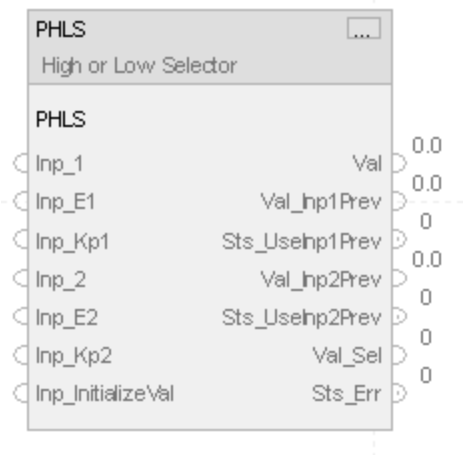 PHLS ...
High or Low Selector
PHLS
Inp_1 Val 0.0
Inp_E1 Val_Inp1Prev 0.0
Inp_Kp1 Sts_UseInp1Prev 0
Inp_2 Val_Inp2Prev 0.0
Inp_E2 Sts_UseInp2Prev 0
Inp_Kp2 Val_Sel 0
Inp_InitializeVal Sts_Err 0